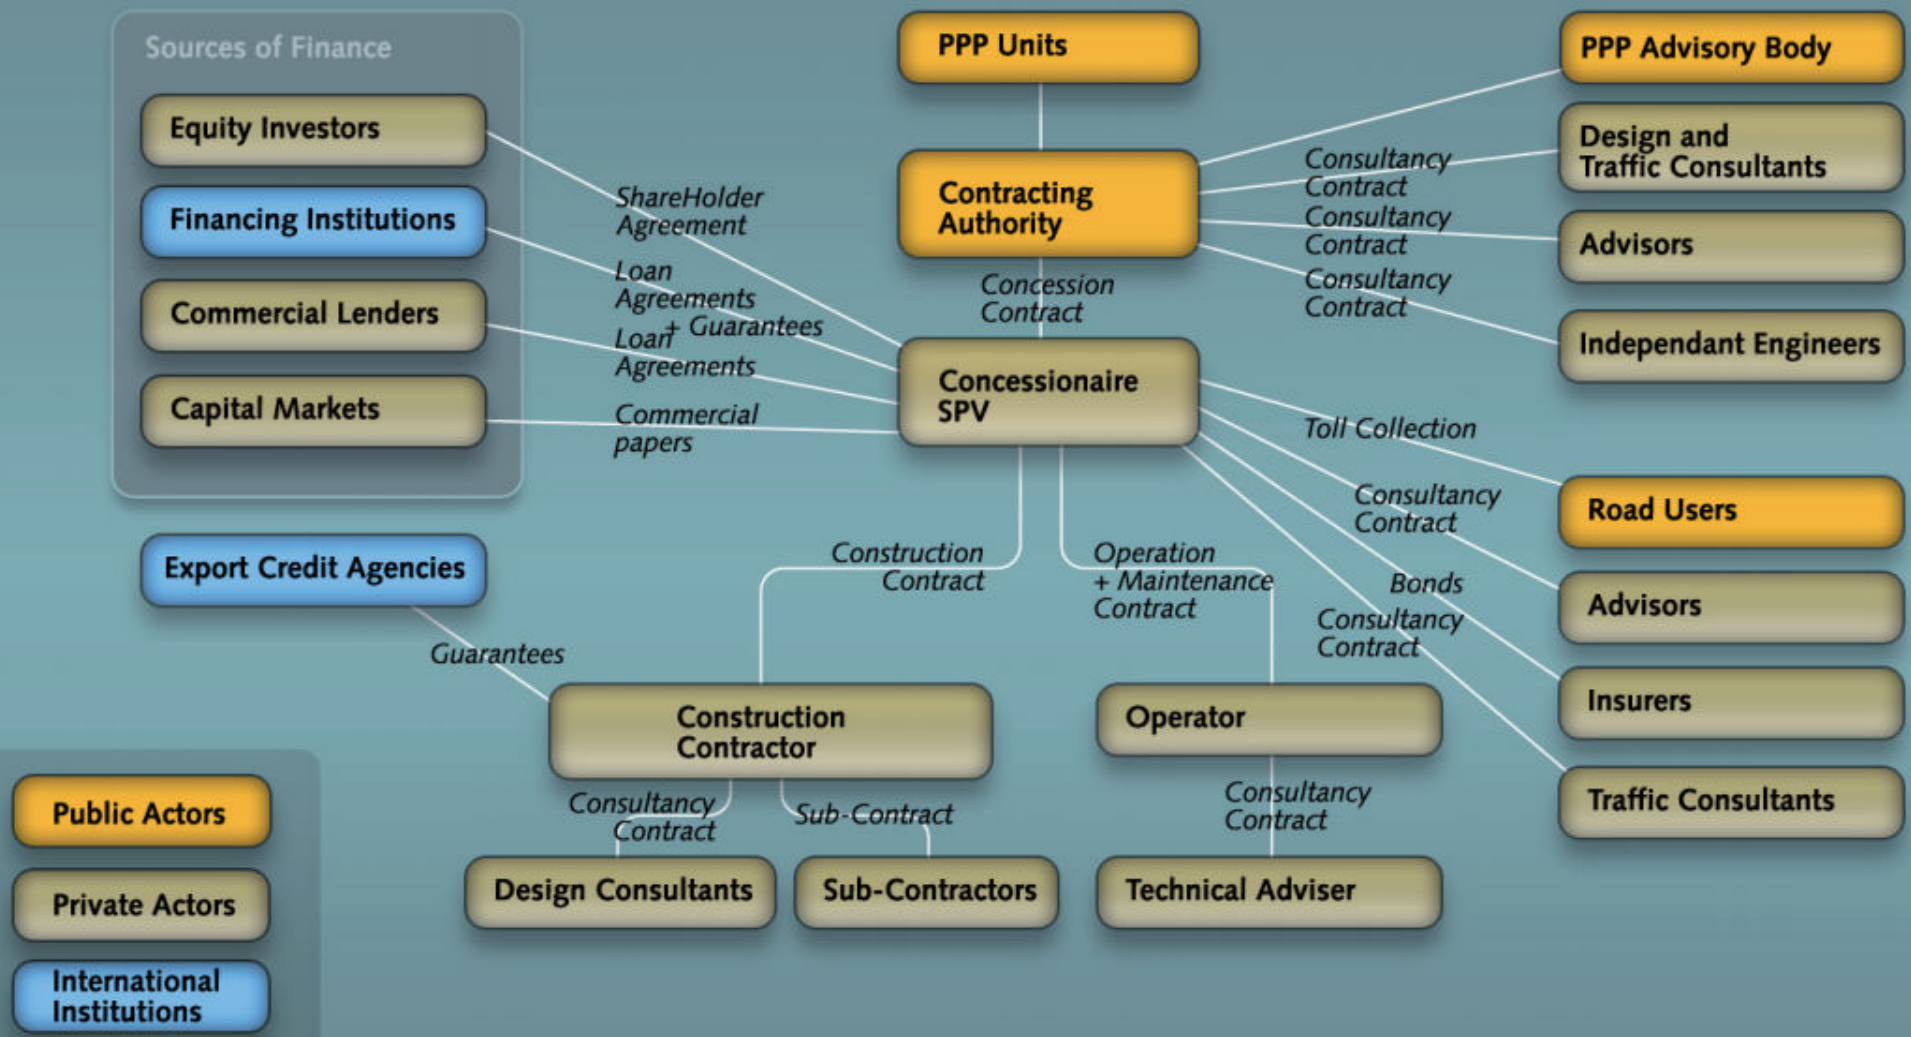 Sources of Finance
Equity Investors
Financing Institutions
Commercial Lenders
Capital Markets
Export Credit Agencies
ShareHolder
Agreement
Loan
Agreements
+ Guarantees
Loan
Agreements
Commercial
papers
Guarantees
PPP Units
Contracting
Authority
Concession
Contract
Concessionaire
SPV
Construction
Contract
Operation
+ Maintenance
Contract
Construction
Contractor
Consultancy
Contract
Sub-Contract
Design Consultants
Sub-Contractors
Operator
Consultancy
Contract
Technical Adviser
PPP Advisory Body
Consultancy
Contract
Design and
Traffic Consultants
Consultancy
Contract
Advisors
Consultancy
Contract
Independant Engineers
Toll Collection
Road Users
Consultancy
Contract
Advisors
Bonds
Insurers
Consultancy
Contract
Traffic Consultants
Public Actors
Private Actors
International
Institutions